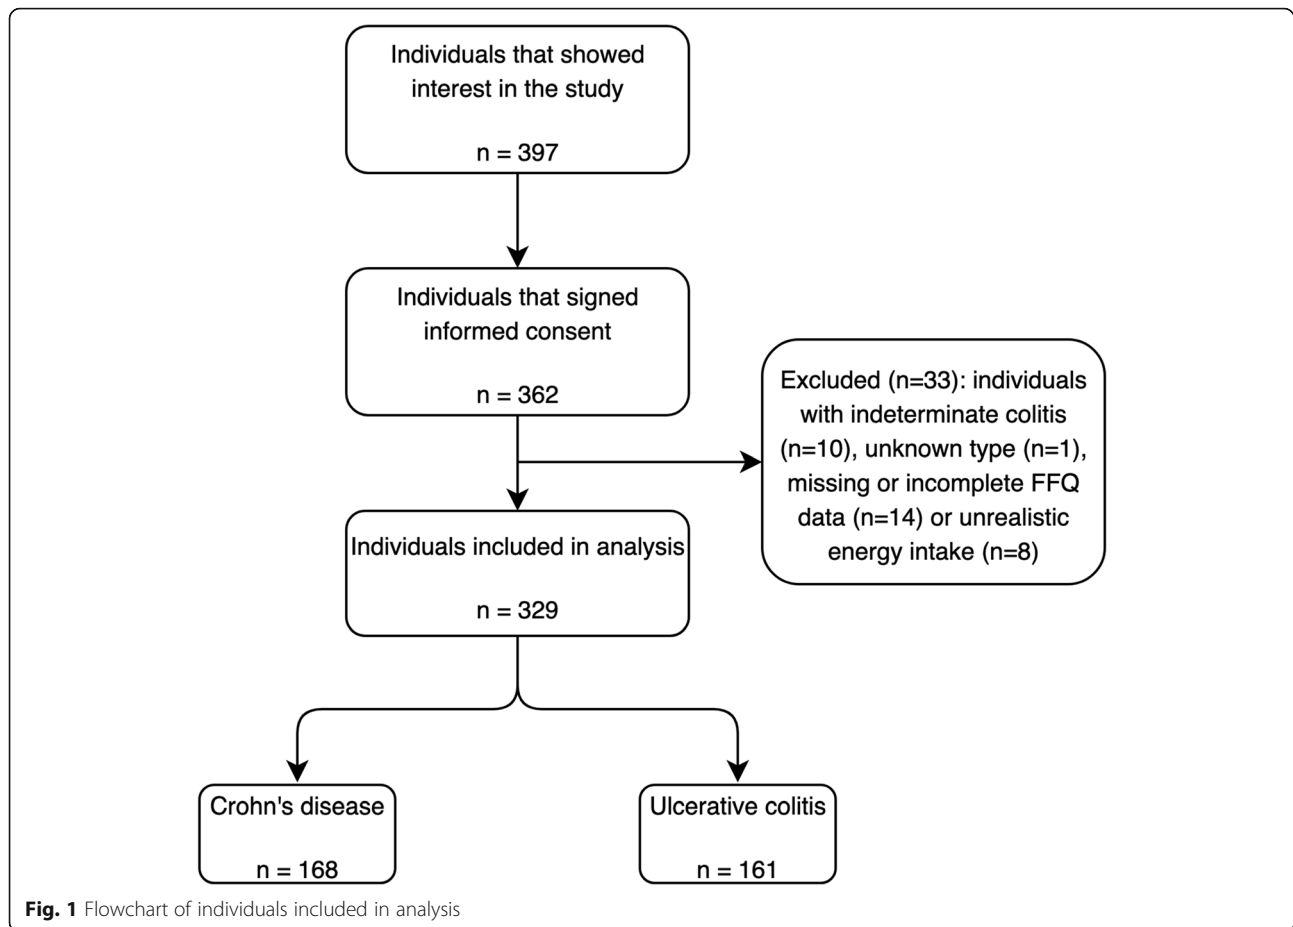 Individuals that showed
interest in the study
n = 397
Individuals that signed
informed consent
n = 362
Excluded (n=33): individuals
with indeterminate colitis
(n=10), unknown type (n=1),
missing or incomplete FFQ
data (n=14) or unrealistic
energy intake (n=8)
Individuals included in analysis
n = 329
Crohn's disease
n = 168
Ulcerative colitis
n = 161
Fig. 1 Flowchart of individuals included in analysis